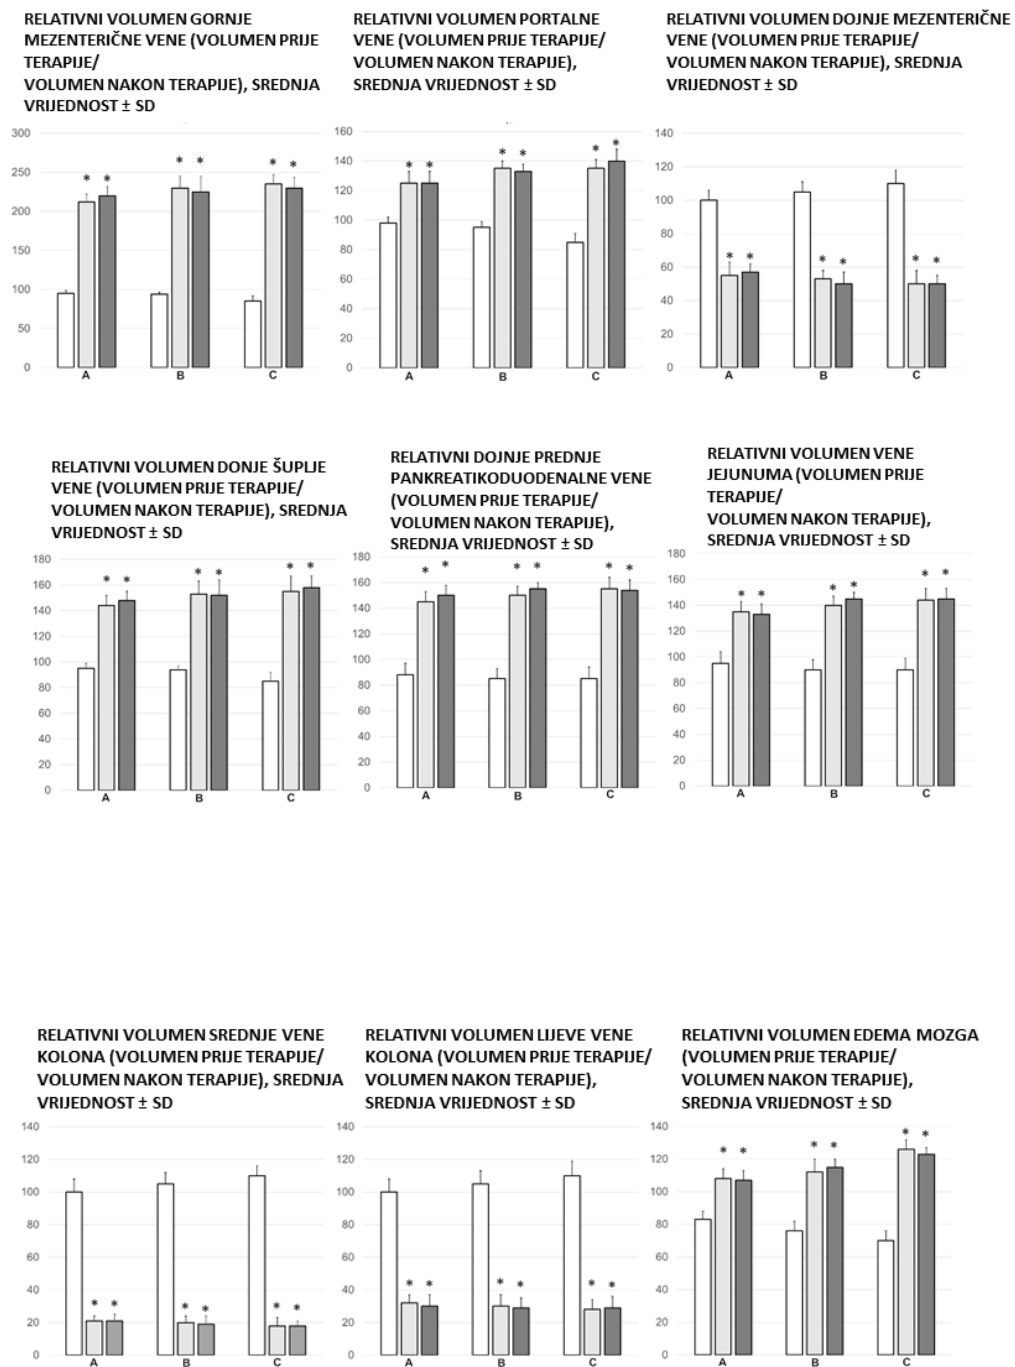 RELATIVNI VOLUMEN GORNJE
MEZENTERIČNE VENE (VOLUMEN PRIJE
TERAPIJE/
VOLUMEN NAKON TERAPIJE), SREDNJA
VRIJEDNOST ± SD
300
250
200
150
100
50
0
* * * * * *
A B C
RELATIVNI VOLUMEN PORTALNE
VENE (VOLUMEN PRIJE TERAPIJE/
VOLUMEN NAKON TERAPIJE),
SREDNJA VRIJEDNOST ± SD
160
140
120
100
80
60
40
20
0
* * * * * *
A B C
RELATIVNI VOLUMEN DOJNJE MEZENTERIČNE
VENE (VOLUMEN PRIJE TERAPIJE/
VOLUMEN NAKON TERAPIJE), SREDNJA
VRIJEDNOST ± SD
140
120
100
80
60
40
20
0
* * * * * *
A B C
RELATIVNI VOLUMEN DONJE ŠUPLJE
VENE (VOLUMEN PRIJE TERAPIJE/
VOLUMEN NAKON TERAPIJE), SREDNJA
VRIJEDNOST ± SD
180
160
140
120
100
80
60
40
20
0
* * * * * *
A B C
RELATIVNI DOJNJE PREDNJE
PANKREATIKODUODENALNE VENE
(VOLUMEN PRIJE TERAPIJE/
VOLUMEN NAKON TERAPIJE),
SREDNJA VRIJEDNOST ± SD
180
160
140
120
100
80
60
40
20
0
* * * * * *
A B C
RELATIVNI VOLUMEN VENE
JEJUNUMA (VOLUMEN PRIJE
TERAPIJE/
VOLUMEN NAKON TERAPIJE),
SREDNJA VRIJEDNOST ± SD
180
160
140
120
100
80
60
40
20
0
* * * * * *
A B C
RELATIVNI VOLUMEN SREDNJE VENE
KOLONA (VOLUMEN PRIJE TERAPIJE/
VOLUMEN NAKON TERAPIJE), SREDNJA
VRIJEDNOST ± SD
140
120
100
80
60
40
20
0
* * * * * *
A B C
RELATIVNI VOLUMEN LIJEVE VENE
KOLONA (VOLUMEN PRIJE TERAPIJE/
VOLUMEN NAKON TERAPIJE),
SREDNJA VRIJEDNOST ± SD
140
120
100
80
60
40
20
0
* * * * * *
A B C
RELATIVNI VOLUMEN EDEMA MOZGA
(VOLUMEN PRIJE TERAPIJE/
VOLUMEN NAKON TERAPIJE),
SREDNJA VRIJEDNOST ± SD
140
120
100
80
60
40
20
0
* * * * * *
A B C